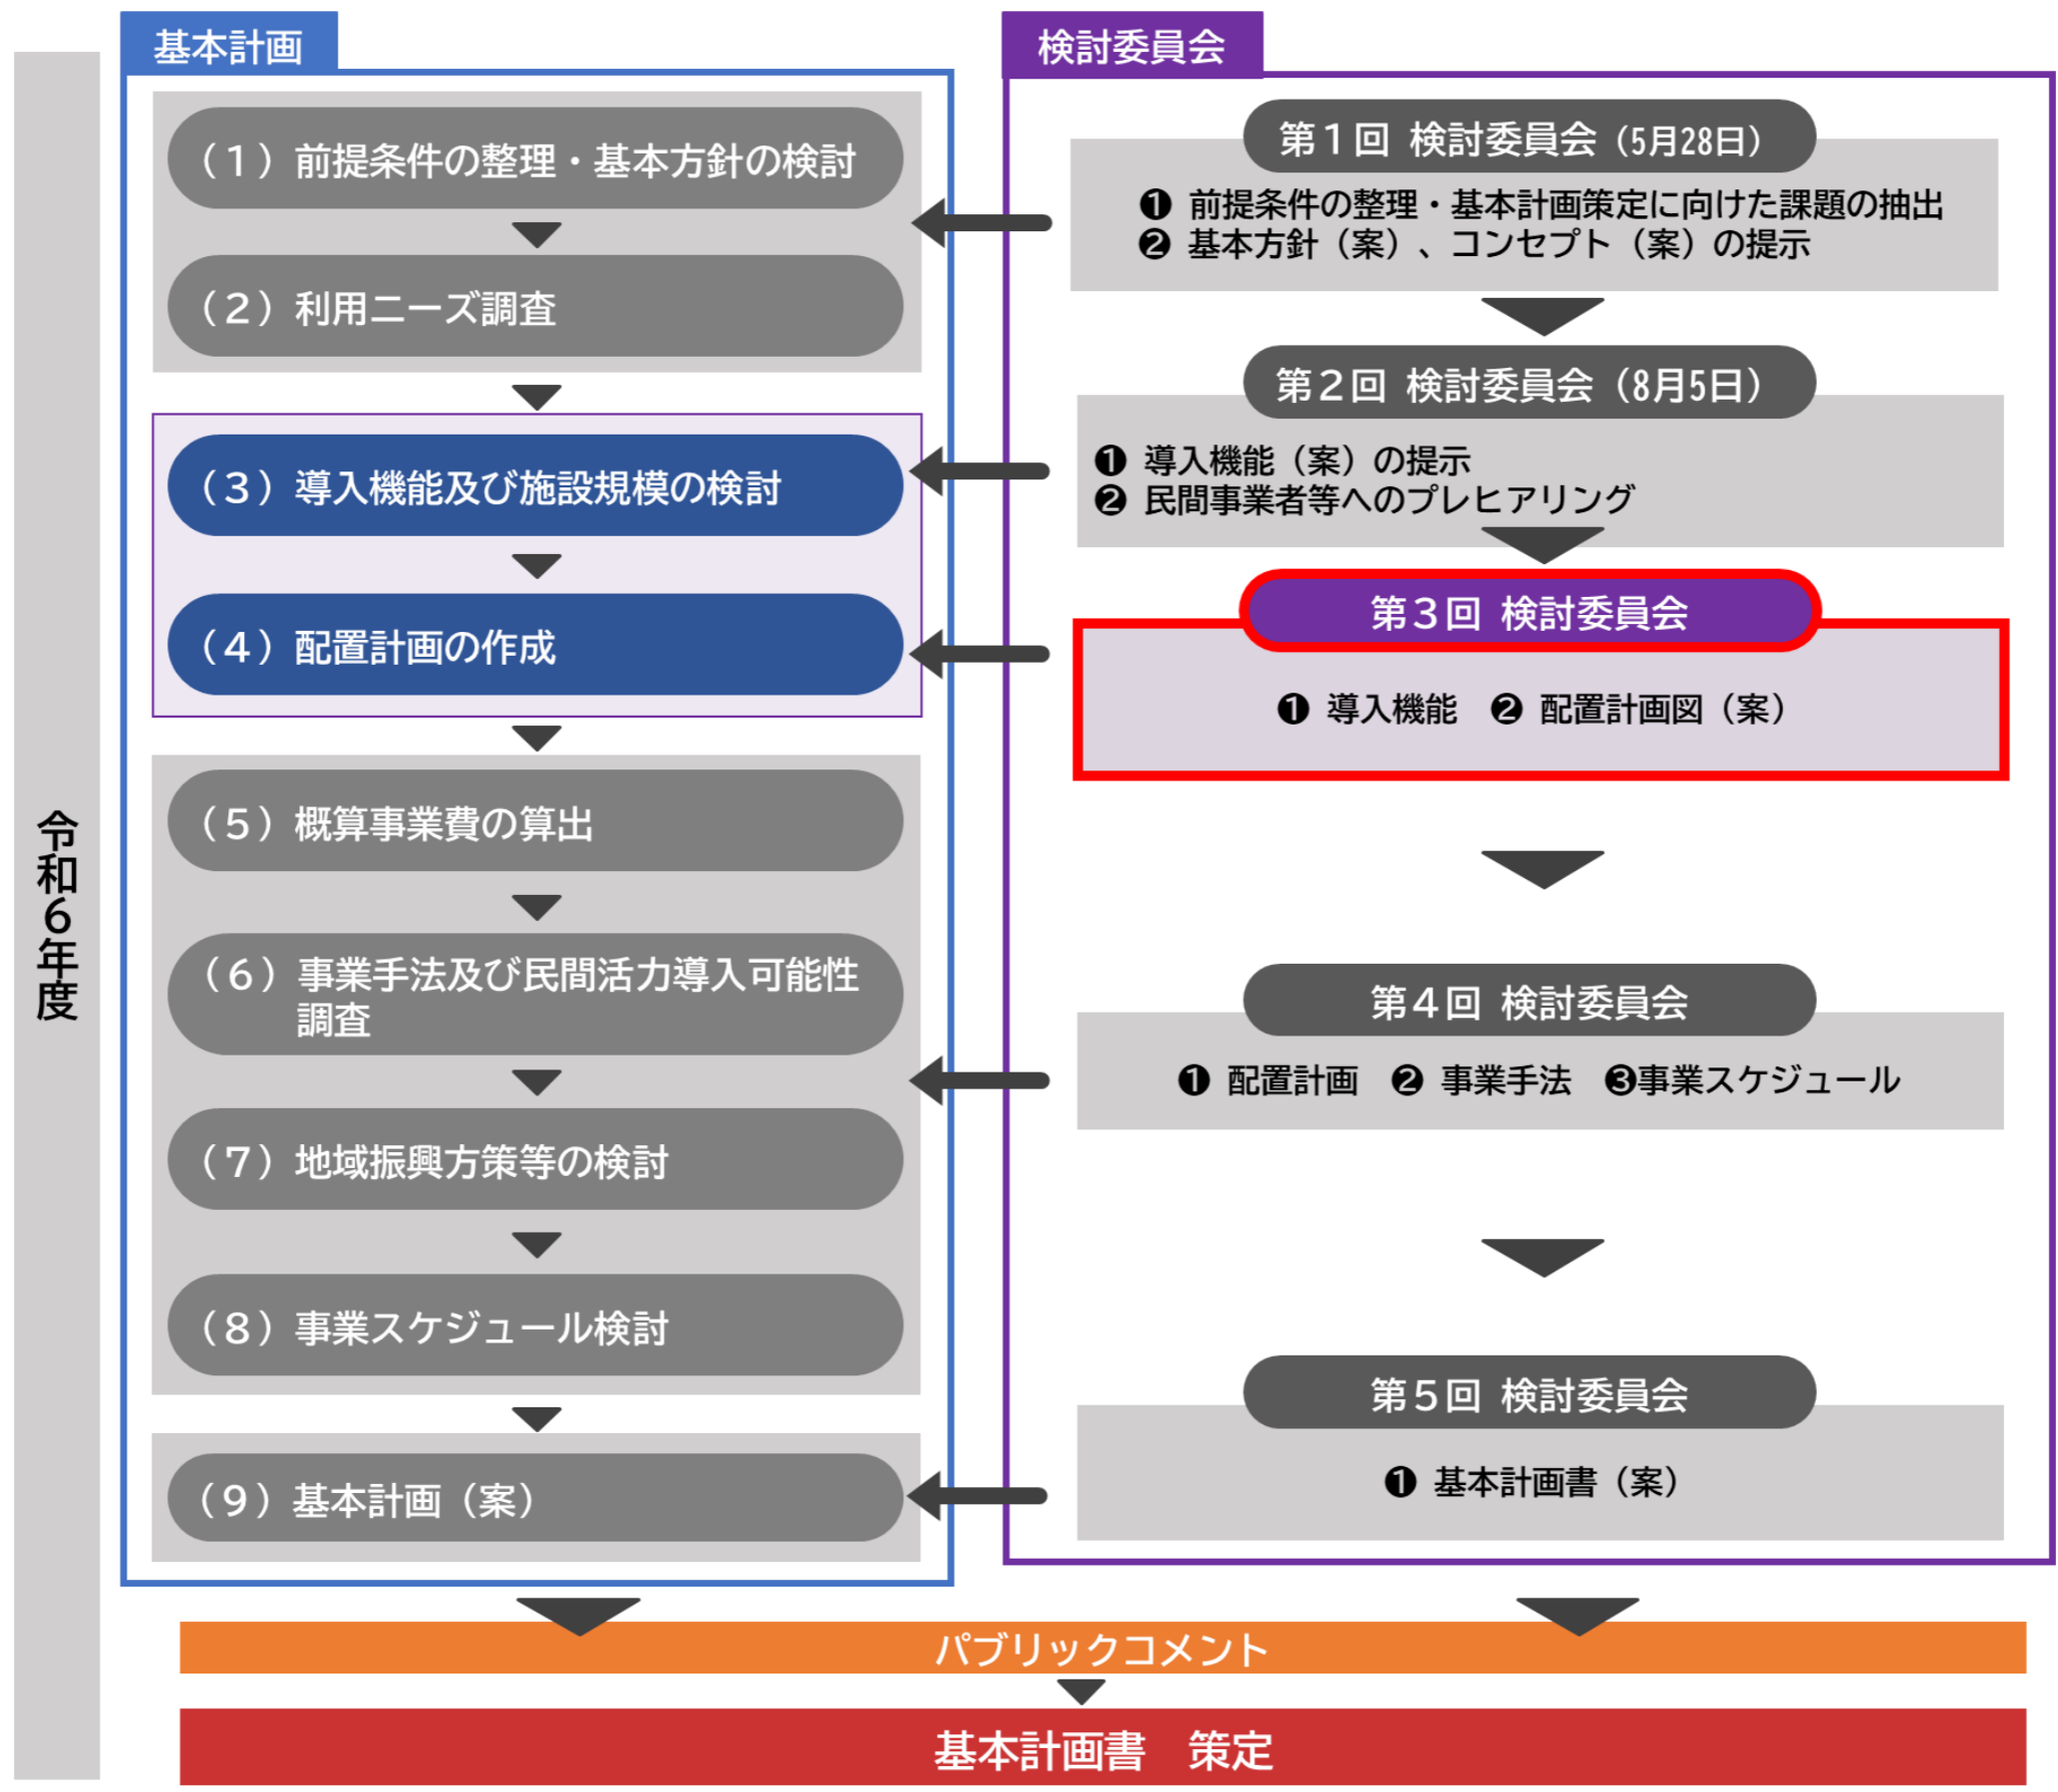 令和６年度
基本計画
（１）前提条件の整理・基本方針の検討
（２）利用ニーズ調査
（３）導入機能及び施設規模の検討
（４）配置計画の作成
（５）概算事業費の算出
（６）事業手法及び民間活力導入可能性
調査
（７）地域振興方策等の検討
（８）事業スケジュール検討
（９）基本計画（案）
検討委員会
第１回 検討委員会（5月28日）
❶ 前提条件の整理・基本計画策定に向けた課題の抽出
❷ 基本方針（案）、コンセプト（案）の提示
第２回 検討委員会（8月5日）
❶ 導入機能（案）の提示
❷ 民間事業者等へのプレヒアリング
第３回 検討委員会
❶ 導入機能 ❷ 配置計画図（案）
第４回 検討委員会
❶ 配置計画 ❷ 事業手法 ❸事業スケジュール
第５回 検討委員会
❶ 基本計画書（案）
パブリックコメント
基本計画書　策定